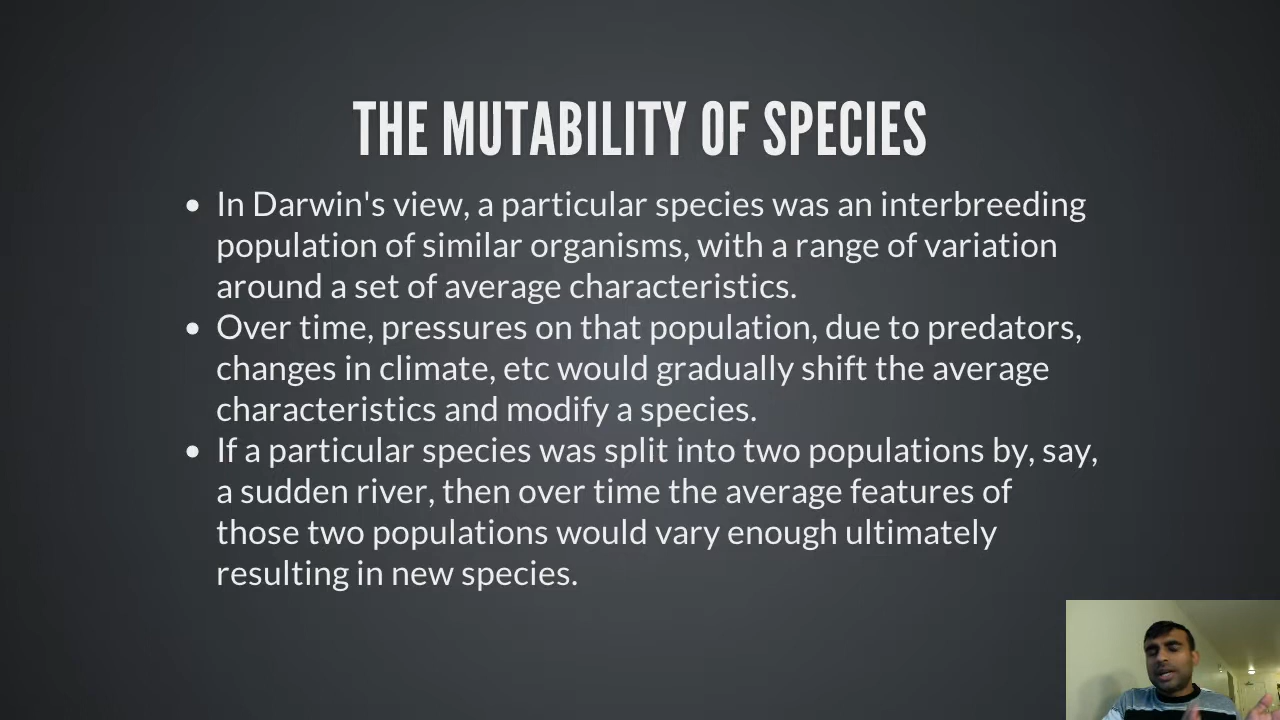 THE MUTABILITY OF SPECIES
• In Darwin's view, a particular species was an interbreeding
population of similar organisms, with a range of variation
around a set of average characteristics.
• Over time, pressures on that population, due to predators,
changes in climate, etc would gradually shift the average
characteristics and modify a species.
• If a particular species was split into two populations by, say,
a sudden river, then over time the average features of
those two populations would vary enough ultimately
resulting in new species.